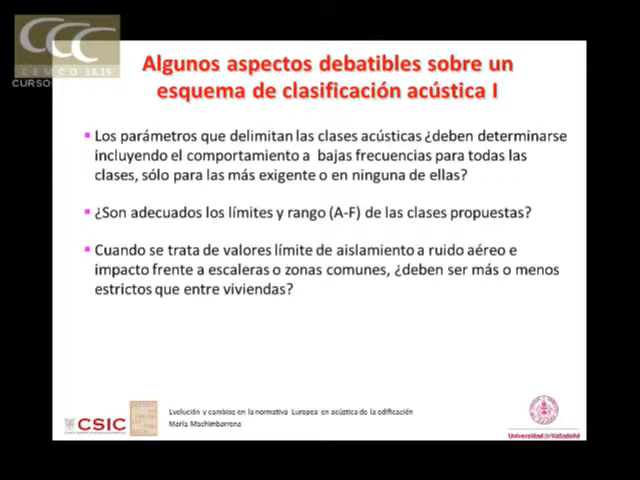 CCC
CEMCO 14.15
CURSO
Algunos aspectos debatibles sobre un
esquema de clasificación acústica I
Los parámetros que delimitan las clases acústicas ¿deben determinarse
incluyendo el comportamiento a bajas frecuencias para todas las
clases, sólo para las más exigente o en ninguna de ellas?
¿Son adecuados los límites y rango (A-F) de las clases propuestas?
Cuando se trata de valores límite de aislamiento a ruido aéreo e
impacto frente a escaleras o zonas comunes, ¿deben ser más o menos
estrictos que entre viviendas?
CSIC
Evolución y cambios en la normativa Europea en acústica de la edificación
María Machimbarrena
Universidad de Valladolid